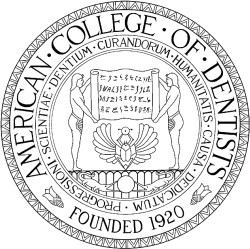 AMERICAN · COLLEGE · OF · DENTISTS
FOUNDED 1920
PROGRESSIONI · SCIENTIAE · DENTIUM · CURANDORUM · HUMANITATIS · CAUSA · DEDICATUM